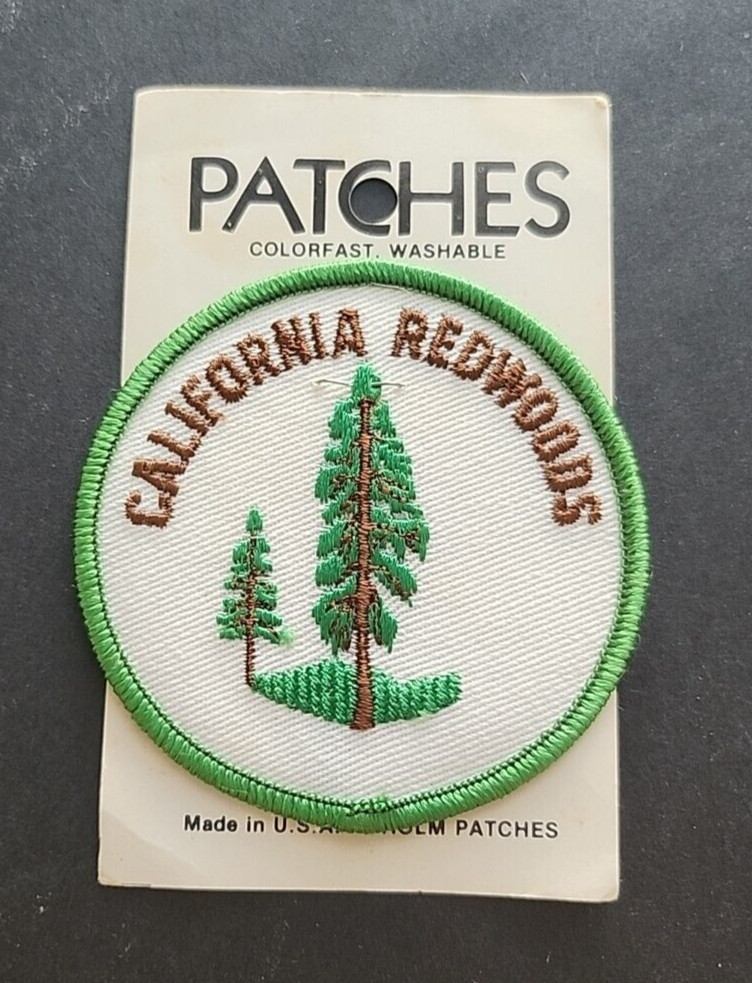 PATCHES
COLORFAST, WASHABLE
CALIFORNIA REDWOODS
Made in U.S.A. PATCHES